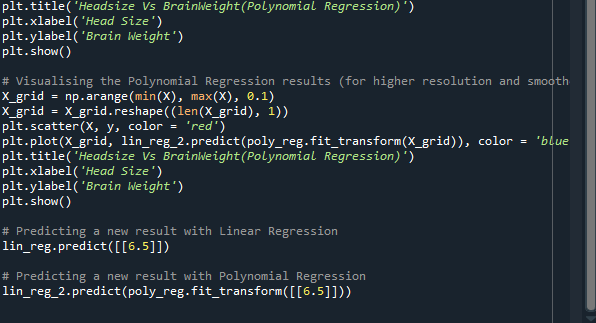 plt.title('Headsize Vs BrainWeight(Polynomial Regression)')
plt.xlabel('Head Size')
plt.ylabel('Brain Weight')
plt.show()
# Visualising the Polynomial Regression results (for higher resolution and smooth
X_grid = np.arange(min(X), max(X), 0.1)
X_grid = X_grid.reshape((len(X_grid), 1))
plt.scatter(X, y, color = 'red')
plt.plot(X_grid, lin_reg_2.predict(poly_reg.fit_transform(X_grid)), color = 'blue
plt.title('Headsize Vs BrainWeight(Polynomial Regression)')
plt.xlabel('Head Size')
plt.ylabel('Brain Weight')
plt.show()
# Predicting a new result with Linear Regression
lin_reg.predict([[6.5]])
# Predicting a new result with Polynomial Regression
lin_reg_2.predict(poly_reg.fit_transform([[6.5]]))